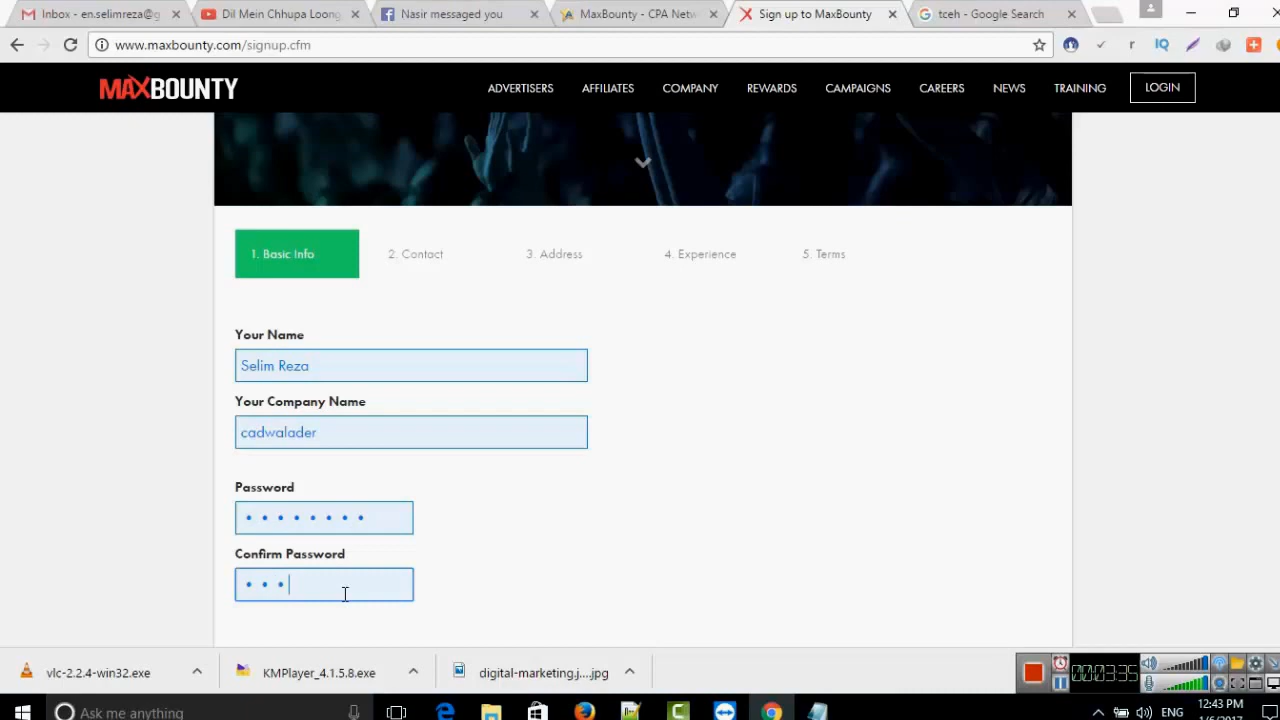 Inbox - en.selimreza@g
Dil Mein Chhupa Loong
Nasir messaged you
MaxBounty - CPA Netw
Sign up to MaxBounty
tceh - Google Search
www.maxbounty.com/signup.cfm
MAXBOUNTY
ADVERTISERS
AFFILIATES
COMPANY
REWARDS
CAMPAIGNS
CAREERS
NEWS
TRAINING
LOGIN
1. Basic Info
2. Contact
3. Address
4. Experience
5. Terms
Your Name
Selim Reza
Your Company Name
cadwalader
Password
Confirm Password
vlc-2.2.4-win32.exe
KMPlayer_4.1.5.8.exe
digital-marketing.j....jpg
00:03:35
Ask me anything
ENG
12:43 PM